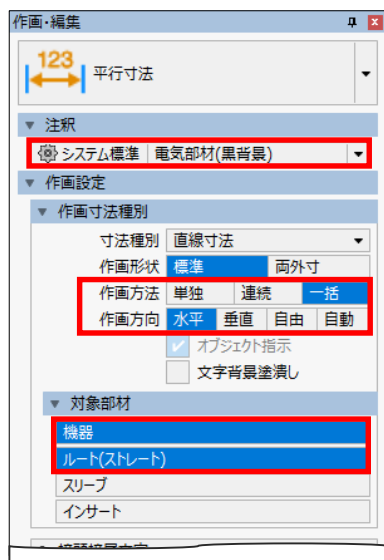 作画・編集
123
平行寸法
注釈
システム標準 電気部材(黒背景)
作画設定
作画寸法種別
寸法種別 直線寸法
作画形状 標準 両外寸
作画方法 単独 連続 一括
作画方向 水平 垂直 自由 自動
オブジェクト指示
文字背景塗潰し
対象部材
機器
ルート(ストレート)
スリーブ
インサート